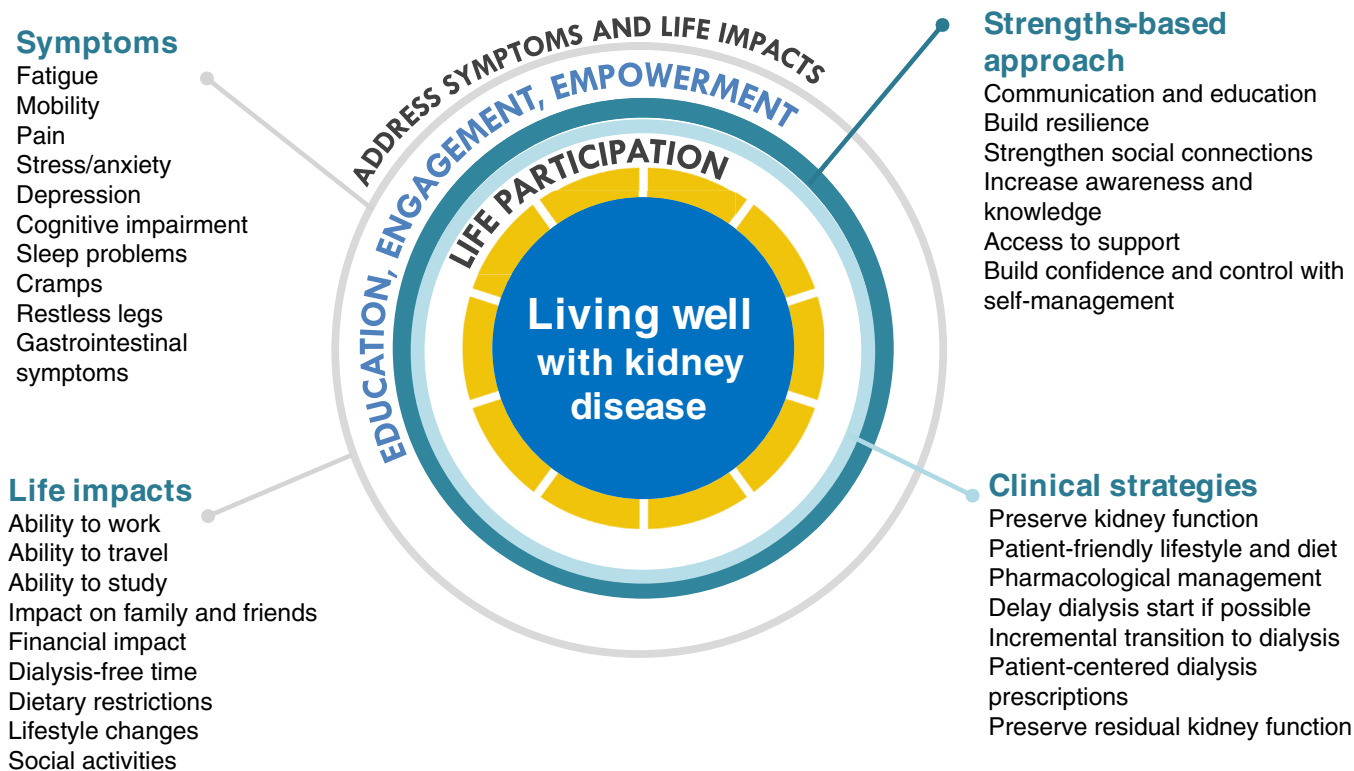 Symptoms
Fatigue
Mobility
Pain
Stress/anxiety
Depression
Cognitive impairment
Sleep problems
Cramps
Restless legs
Gastrointestinal
symptoms
Life impacts
Ability to work
Ability to travel
Ability to study
Impact on family and friends
Financial impact
Dialysis-free time
Dietary restrictions
Lifestyle changes
Social activities
ADDRESS SYMPTOMS AND LIFE IMPACTS
EDUCATION, ENGAGEMENT, EMPOWERMENT
LIFE PARTICIPATION
Living well
with kidney
disease
Strengths-based
approach
Communication and education
Build resilience
Strengthen social connections
Increase awareness and
knowledge
Access to support
Build confidence and control with
self-management
Clinical strategies
Preserve kidney function
Patient-friendly lifestyle and diet
Pharmacological management
Delay dialysis start if possible
Incremental transition to dialysis
Patient-centered dialysis
prescriptions
Preserve residual kidney function